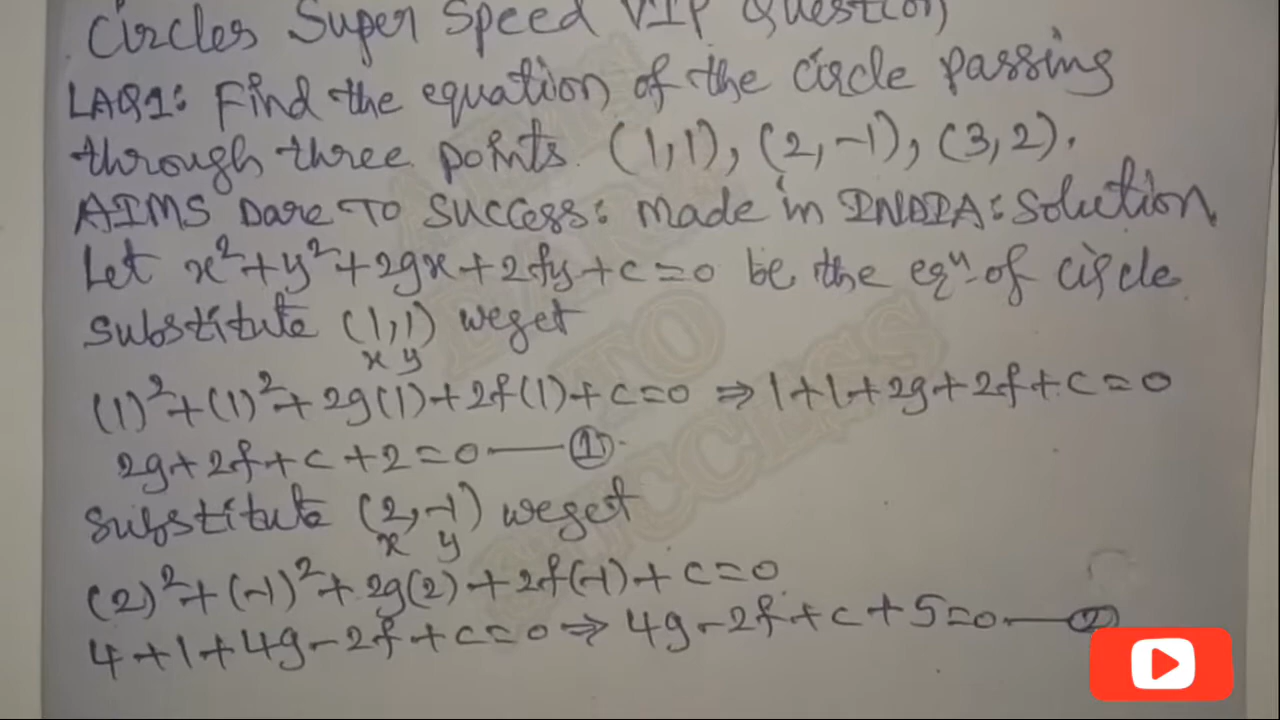 Circles Super Speed VIP Question
LAQ1: Find the equation of the circle passing
through three points (1,1), (2,-1), (3,2).
AIMS DARE TO SUCCESS: Made in INDIA: Solution
Let x²+y²+2gx+2fy+c=0 be the eqⁿ of circle
Substitute (1,1) weget
x y
(1)²+(1)²+2g(1)+2f(1)+c=0 ⇒ 1+1+2g+2f+c=0
2g+2f+c+2=0 — ①
Substitute (2,-1) weget
x y
(2)²+(-1)²+2g(2)+2f(-1)+c=0
4+1+4g-2f+c=0 ⇒ 4g-2f+c+5=0 — ②